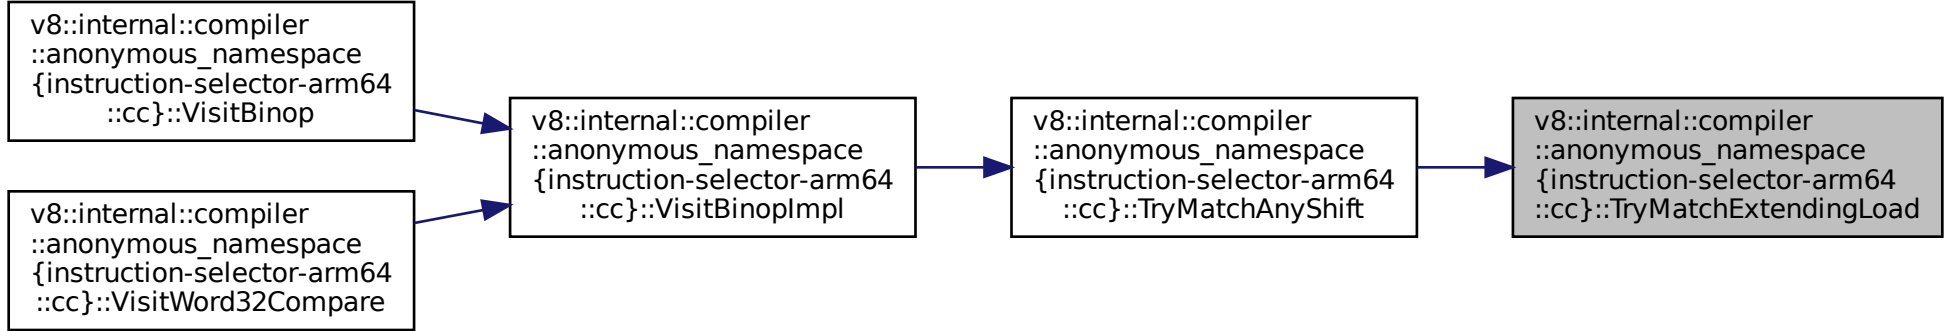 v8::internal::compiler
::anonymous_namespace
{instruction-selector-arm64
::cc}::VisitBinop
v8::internal::compiler
::anonymous_namespace
{instruction-selector-arm64
::cc}::VisitWord32Compare
v8::internal::compiler
::anonymous_namespace
{instruction-selector-arm64
::cc}::VisitBinopImpl
v8::internal::compiler
::anonymous_namespace
{instruction-selector-arm64
::cc}::TryMatchAnyShift
v8::internal::compiler
::anonymous_namespace
{instruction-selector-arm64
::cc}::TryMatchExtendingLoad